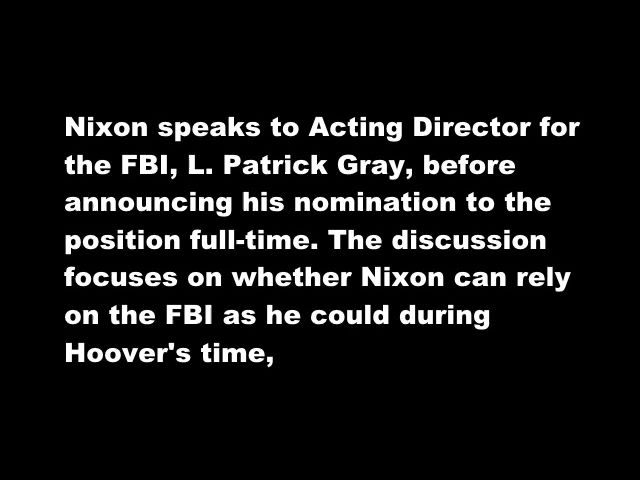 Nixon speaks to Acting Director for
the FBI, L. Patrick Gray, before
announcing his nomination to the
position full-time. The discussion
focuses on whether Nixon can rely
on the FBI as he could during
Hoover's time,